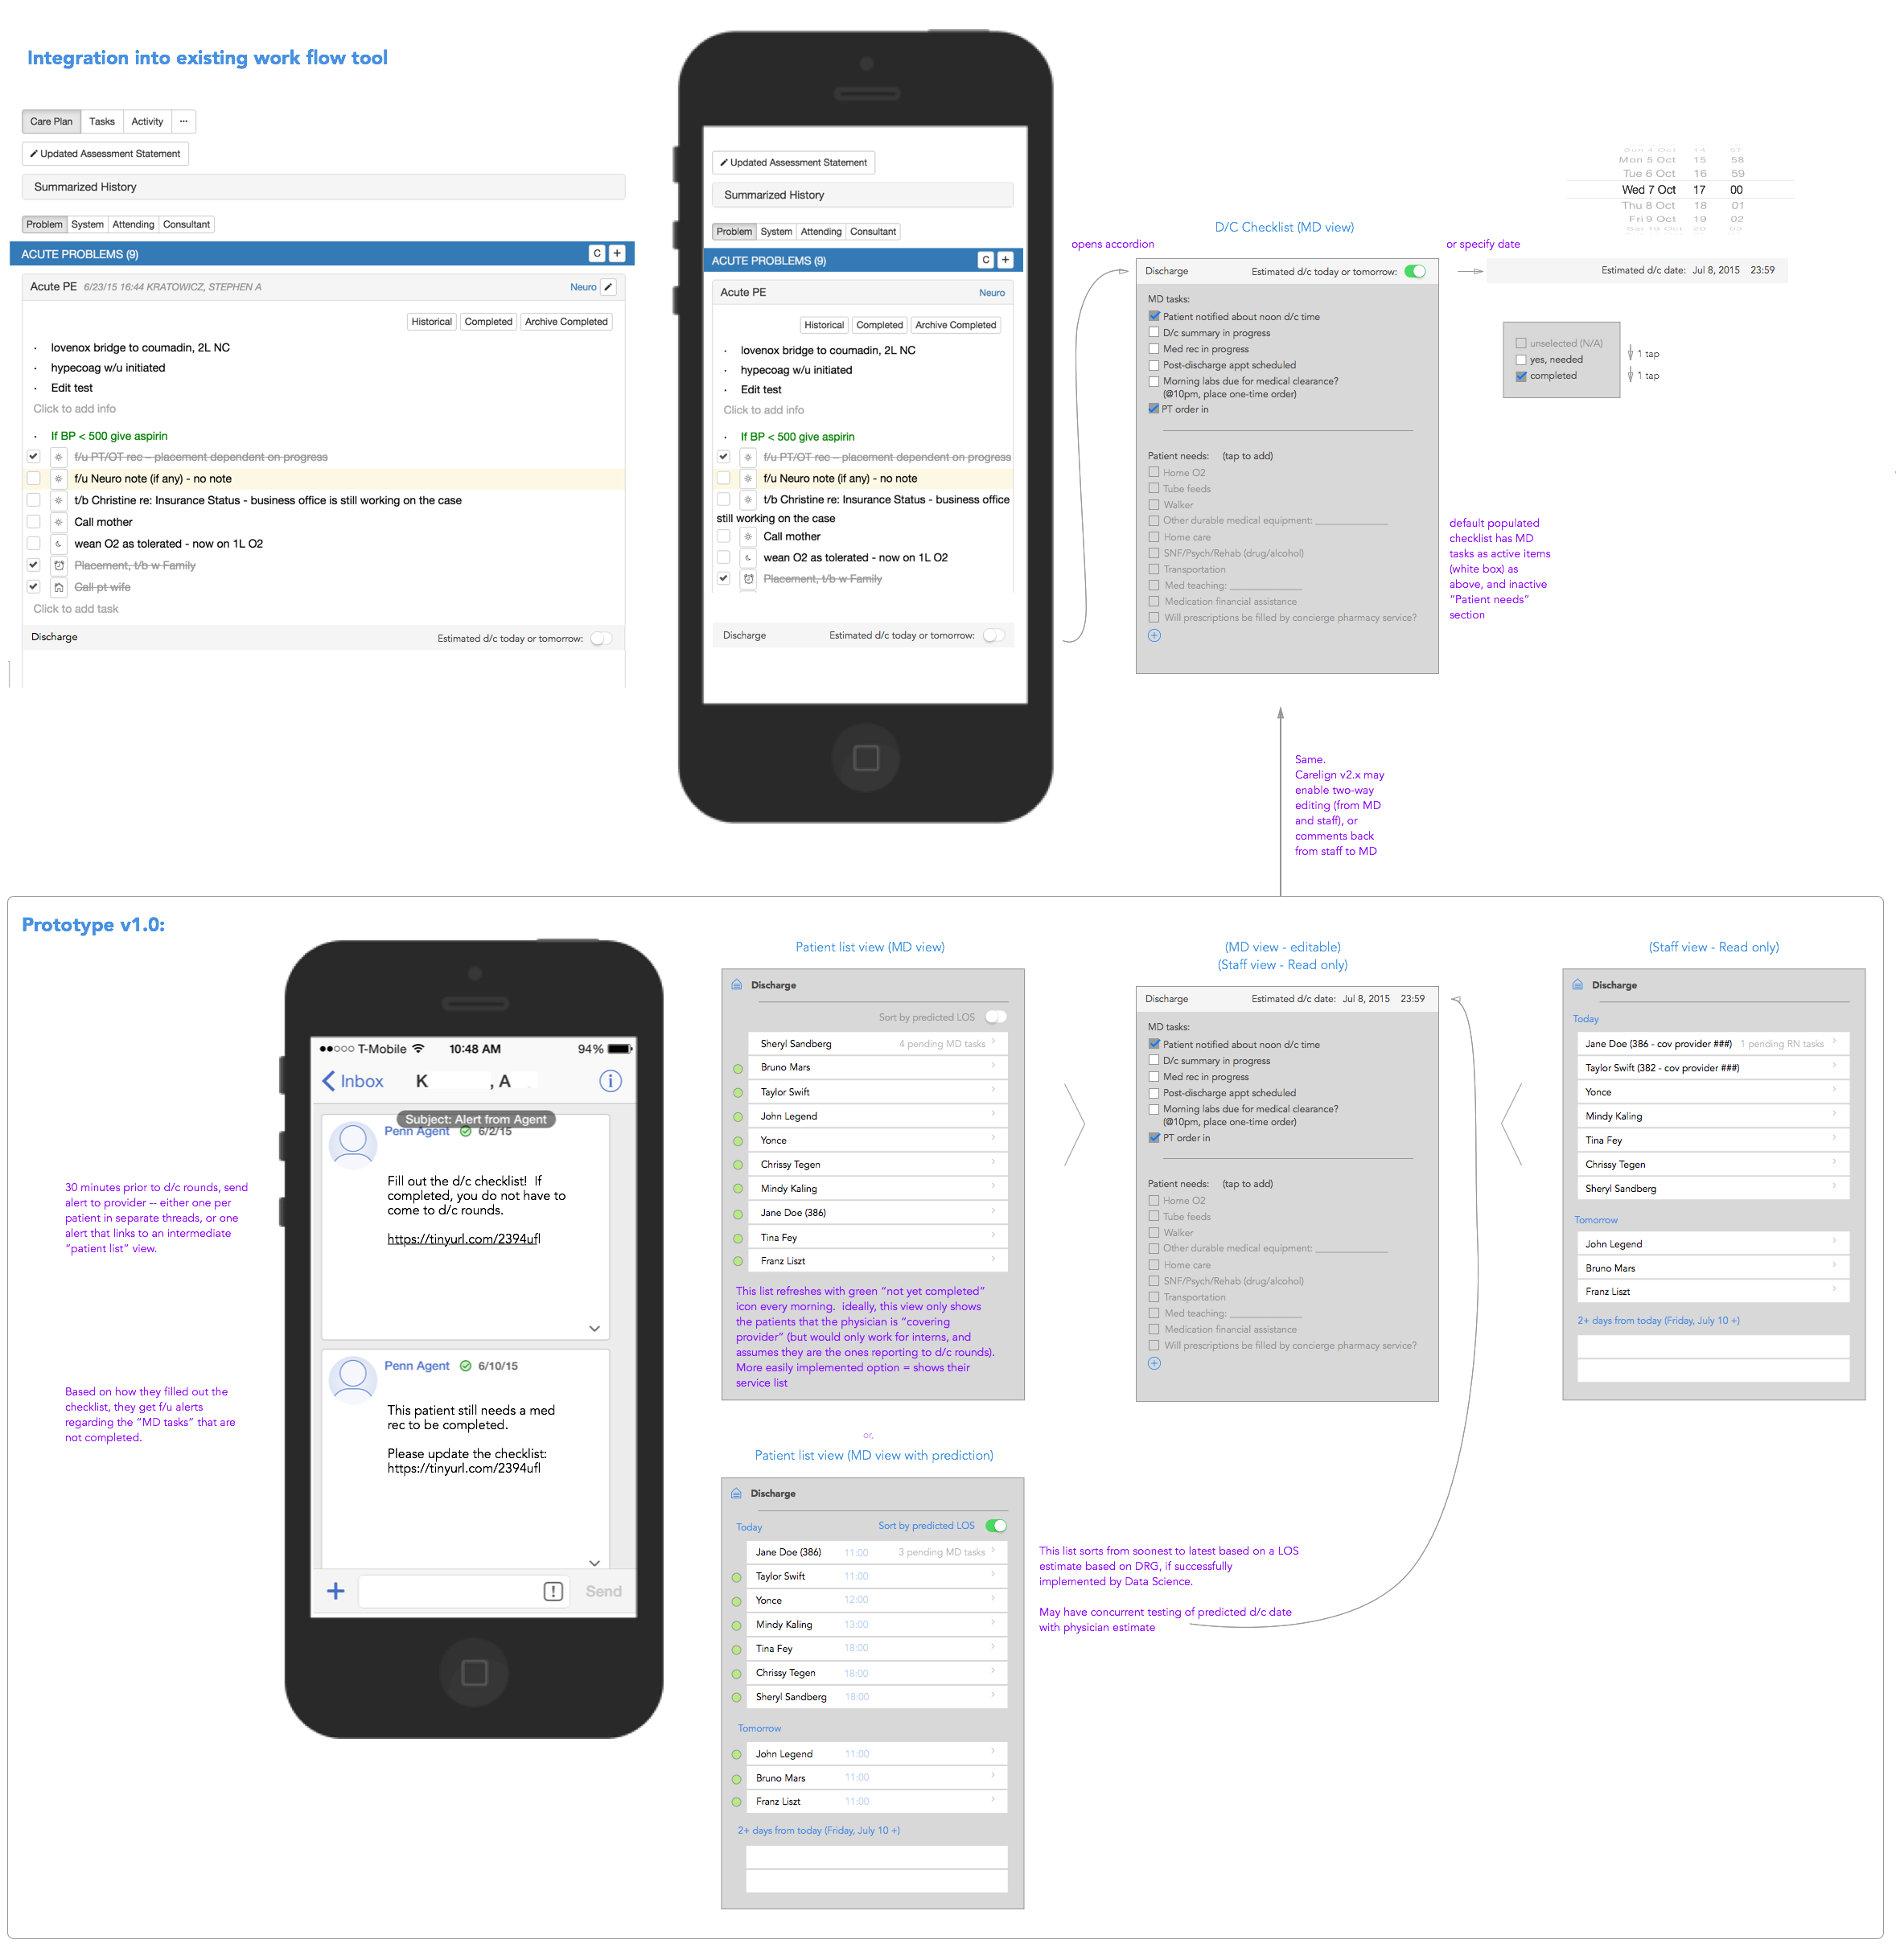 Integration into existing work flow tool
Care Plan Tasks Activity ...
Updated Assessment Statement
Summarized History
Problem System Attending Consultant
ACUTE PROBLEMS (9) C +
Acute PE 6/23/15 16:44 KRATOWICZ, STEPHEN A Neuro
Historical Completed Archive Completed
· lovenox bridge to coumadin, 2L NC
· hypecoag w/u initiated
· Edit test
Click to add info
· If BP < 500 give aspirin
f/u PT/OT rec – placement dependent on progress
f/u Neuro note (if any) - no note
t/b Christine re: Insurance Status - business office is still working on the case
Call mother
wean O2 as tolerated - now on 1L O2
Placement, t/b w Family
Call pt wife
Click to add task
Discharge Estimated d/c today or tomorrow:
Updated Assessment Statement
Summarized History
Problem System Attending Consultant
ACUTE PROBLEMS (9) C +
Acute PE Neuro
Historical Completed Archive Completed
· lovenox bridge to coumadin, 2L NC
· hypecoag w/u initiated
· Edit test
Click to add info
· If BP < 500 give aspirin
f/u PT/OT rec – placement dependent on progress
f/u Neuro note (if any) - no note
t/b Christine re: Insurance Status - business office
still working on the case
Call mother
wean O2 as tolerated - now on 1L O2
Placement, t/b w Family
Discharge Estimated d/c today or tomorrow:
opens accordion
D/C Checklist (MD view)
Discharge Estimated d/c today or tomorrow:
MD tasks:
Patient notified about noon d/c time
D/c summary in progress
Med rec in progress
Post-discharge appt scheduled
Morning labs due for medical clearance?
(@10pm, place one-time order)
PT order in
Patient needs: (tap to add)
Home O2
Tube feeds
Walker
Other durable medical equipment:
Home care
SNF/Psych/Rehab (drug/alcohol)
Transportation
Med teaching:
Medication financial assistance
Will prescriptions be filled by concierge pharmacy service?
or specify date
Sun 4 Oct 14 57
Mon 5 Oct 15 58
Tue 6 Oct 16 59
Wed 7 Oct 17 00
Thu 8 Oct 18 01
Fri 9 Oct 19 02
Sat 10 Oct 20 03
Estimated d/c date: Jul 8, 2015 23:59
unselected (N/A)
yes, needed
completed
1 tap
1 tap
default populated
checklist has MD
tasks as active items
(white box) as
above, and inactive
“Patient needs”
section
Same.
Carelign v2.x may
enable two-way
editing (from MD
and staff), or
comments back
from staff to MD
Prototype v1.0:
30 minutes prior to d/c rounds, send
alert to provider -- either one per
patient in separate threads, or one
alert that links to an intermediate
“patient list” view.
Based on how they filled out the
checklist, they get f/u alerts
regarding the “MD tasks” that are
not completed.
T-Mobile 10:48 AM 94%
Inbox K , A
Subject: Alert from Agent
Penn Agent 6/2/15
Fill out the d/c checklist! If
completed, you do not have to
come to d/c rounds.
https://tinyurl.com/2394ufl
Penn Agent 6/10/15
This patient still needs a med
rec to be completed.
Please update the checklist:
https://tinyurl.com/2394ufl
+ ! Send
Patient list view (MD view)
Discharge
Sort by predicted LOS
Sheryl Sandberg 4 pending MD tasks
Bruno Mars
Taylor Swift
John Legend
Yonce
Chrissy Tegen
Mindy Kaling
Jane Doe (386)
Tina Fey
Franz Liszt
This list refreshes with green “not yet completed”
icon every morning. ideally, this view only shows
the patients that the physician is “covering
provider” (but would only work for interns, and
assumes they are the ones reporting to d/c rounds).
More easily implemented option = shows their
service list
or,
Patient list view (MD view with prediction)
Discharge
Today Sort by predicted LOS
Jane Doe (386) 11:00 3 pending MD tasks
Taylor Swift 11:00
Yonce 12:00
Mindy Kaling 13:00
Tina Fey 18:00
Chrissy Tegen 18:00
Sheryl Sandberg 18:00
Tomorrow
John Legend 11:00
Bruno Mars 11:00
Franz Liszt 11:00
2+ days from today (Friday, July 10 +)
This list sorts from soonest to latest based on a LOS
estimate based on DRG, if successfully
implemented by Data Science.
May have concurrent testing of predicted d/c date
with physician estimate
(MD view - editable)
(Staff view - Read only)
Discharge Estimated d/c date: Jul 8, 2015 23:59
MD tasks:
Patient notified about noon d/c time
D/c summary in progress
Med rec in progress
Post-discharge appt scheduled
Morning labs due for medical clearance?
(@10pm, place one-time order)
PT order in
Patient needs: (tap to add)
Home O2
Tube feeds
Walker
Other durable medical equipment:
Home care
SNF/Psych/Rehab (drug/alcohol)
Transportation
Med teaching:
Medication financial assistance
Will prescriptions be filled by concierge pharmacy service?
(Staff view - Read only)
Discharge
Today
Jane Doe (386 - cov provider ###) 1 pending RN tasks
Taylor Swift (382 - cov provider ###)
Yonce
Mindy Kaling
Tina Fey
Chrissy Tegen
Sheryl Sandberg
Tomorrow
John Legend
Bruno Mars
Franz Liszt
2+ days from today (Friday, July 10 +)